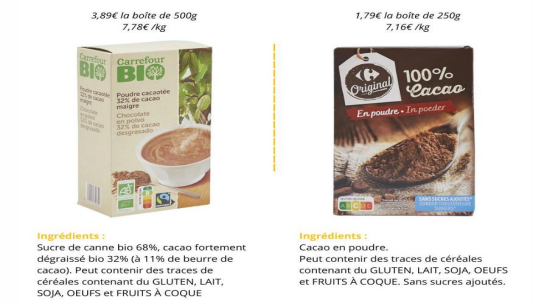 3,89€ la boîte de 500g
7,78€ /kg
1,79€ la boîte de 250g
7,16€ /kg
Carrefour
BIO
Carrefour
BIO
Poudre cacaotée
32% de cacao
maigre
Chocolate
en polvo
32% de cacao
desgrasado
Original
100%
Cacao
En poudre • In poeder
SANS SUCRES AJOUTÉS*
Ingrédients :
Sucre de canne bio 68%, cacao fortement
dégraissé bio 32% (à 11% de beurre de
cacao). Peut contenir des traces de
céréales contenant du GLUTEN, LAIT,
SOJA, OEUFS et FRUITS À COQUE
Ingrédients :
Cacao en poudre.
Peut contenir des traces de céréales
contenant du GLUTEN, LAIT, SOJA, OEUFS
et FRUITS À COQUE. Sans sucres ajoutés.